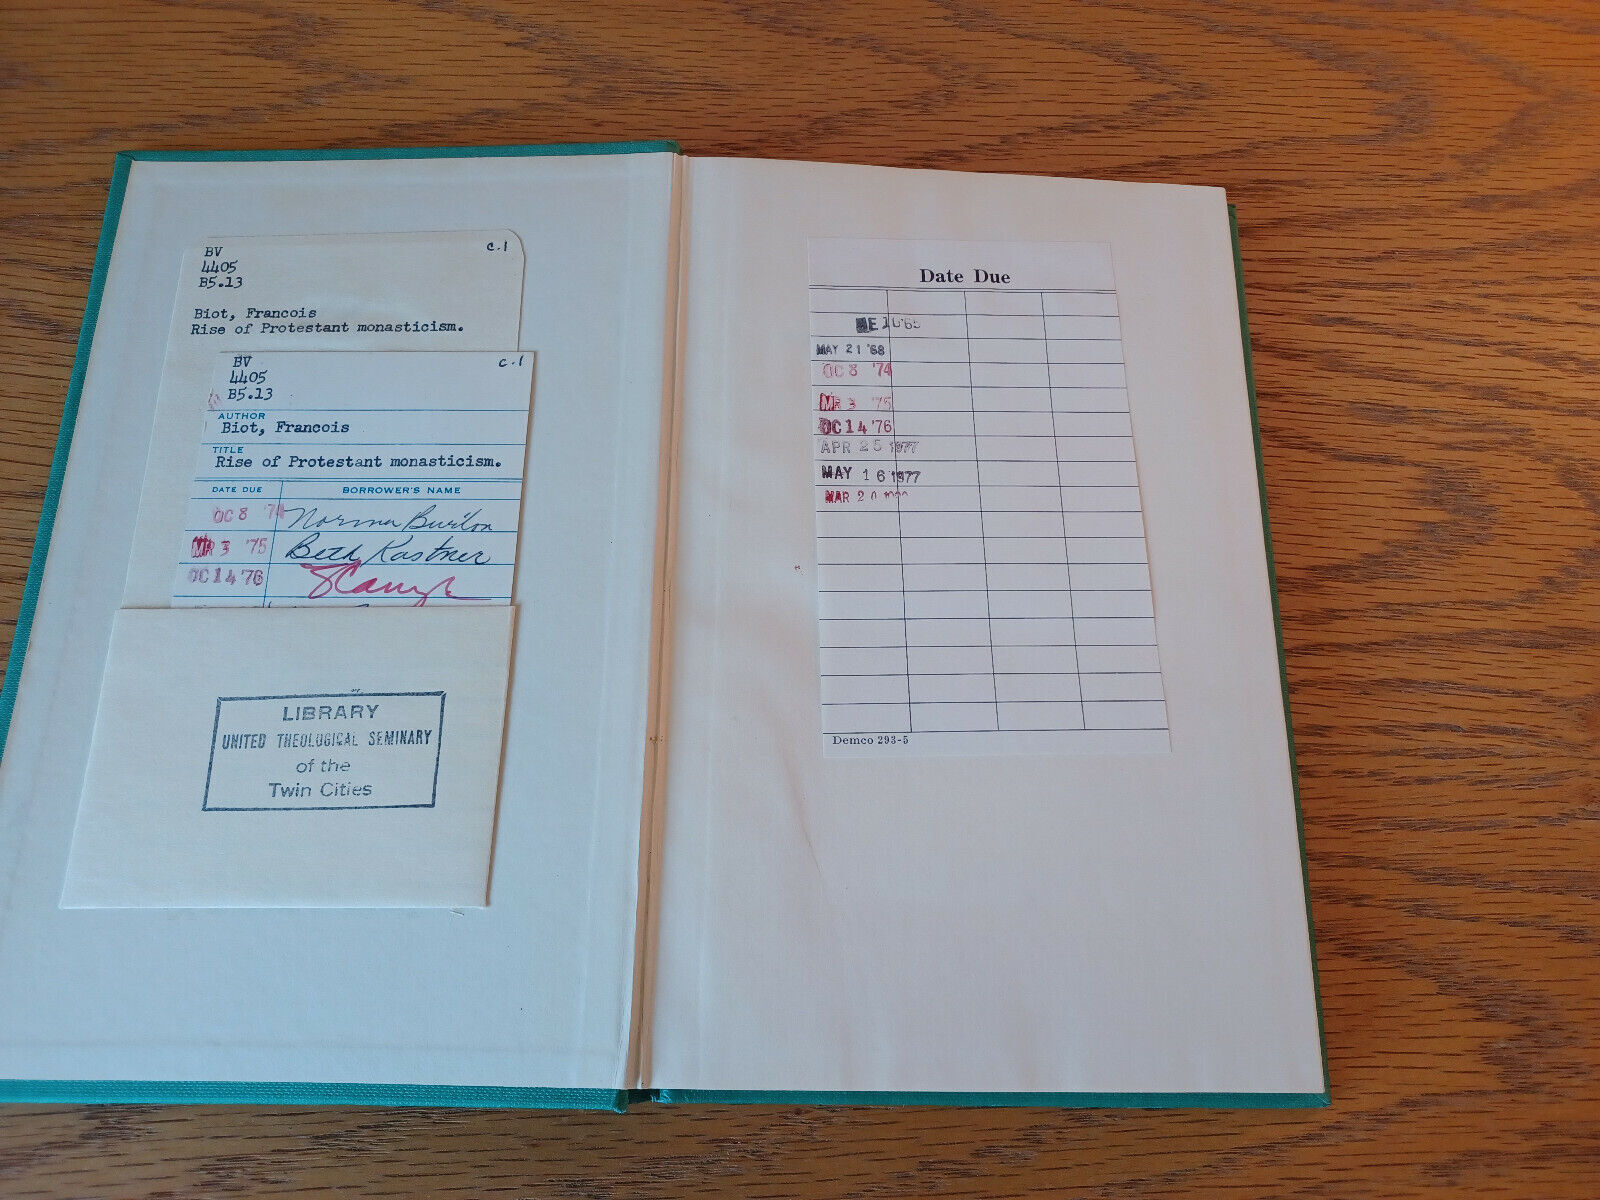 BV c.1
4405
B5.13
Biot, Francois
Rise of Protestant monasticism.
BV c.1
4405
B5.13
AUTHOR
Biot, Francois
TITLE
Rise of Protestant monasticism.
DATE DUE BORROWER'S NAME
OC 8 '74 Norma
MR 3 '75 Beth Kastner
OC 14 '76
LIBRARY
UNITED THEOLOGICAL SEMINARY
of the
Twin Cities
Date Due
'65
MAY 21 '68
OC 8 '74
MR 3 '75
OC 14 '76
APR 25 1977
MAY 16 1977
MAR 20
Demco 293-5